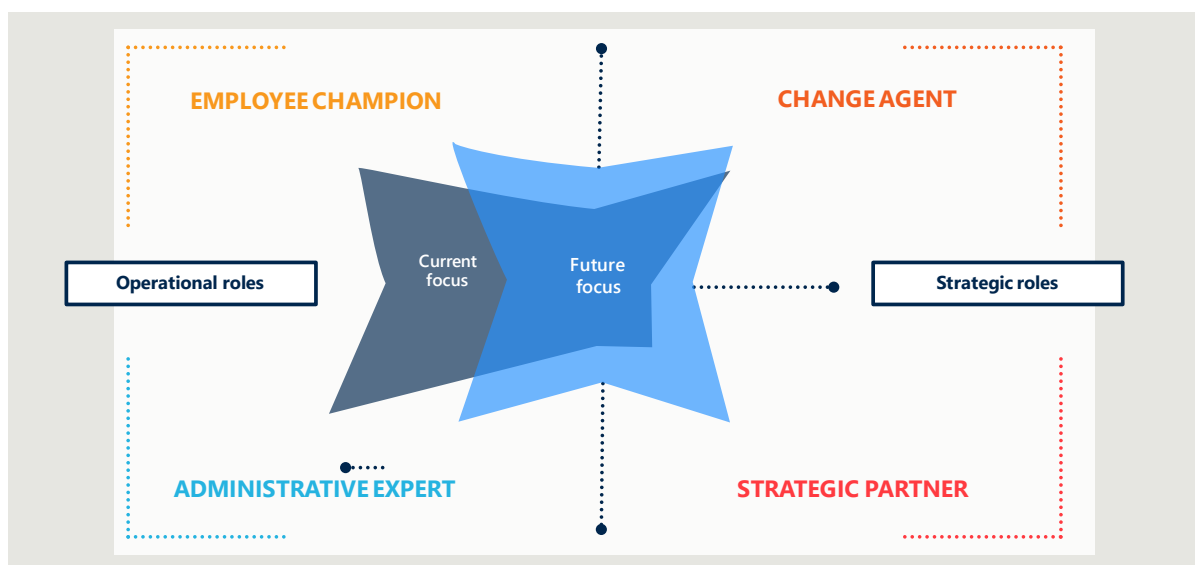 EMPLOYEE CHAMPION
CHANGE AGENT
Current
focus
Future
focus
Operational roles
Strategic roles
ADMINISTRATIVE EXPERT
STRATEGIC PARTNER